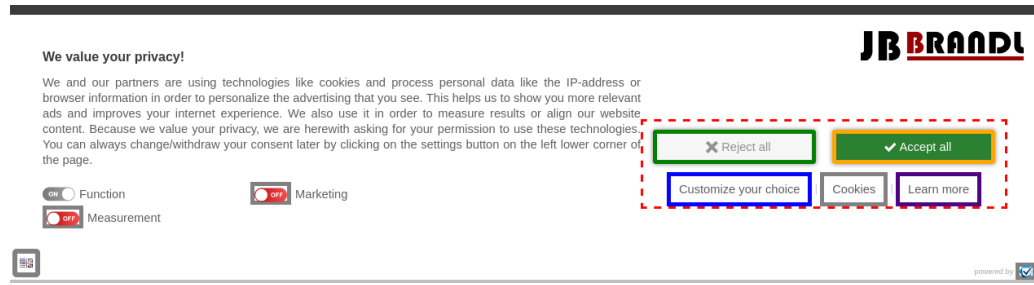 JB BRANDL
We value your privacy!
We and our partners are using technologies like cookies and process personal data like the IP-address or
browser information in order to personalize the advertising that you see. This helps us to show you more relevant
ads and improves your internet experience. We also use it in order to measure results or align our website
content. Because we value your privacy, we are herewith asking for your permission to use these technologies.
You can always change/withdraw your consent later by clicking on the settings button on the left lower corner of
the page.
Reject all
Accept all
Customize your choice | Cookies | Learn more
ON Function
OFF Marketing
OFF Measurement
powered by